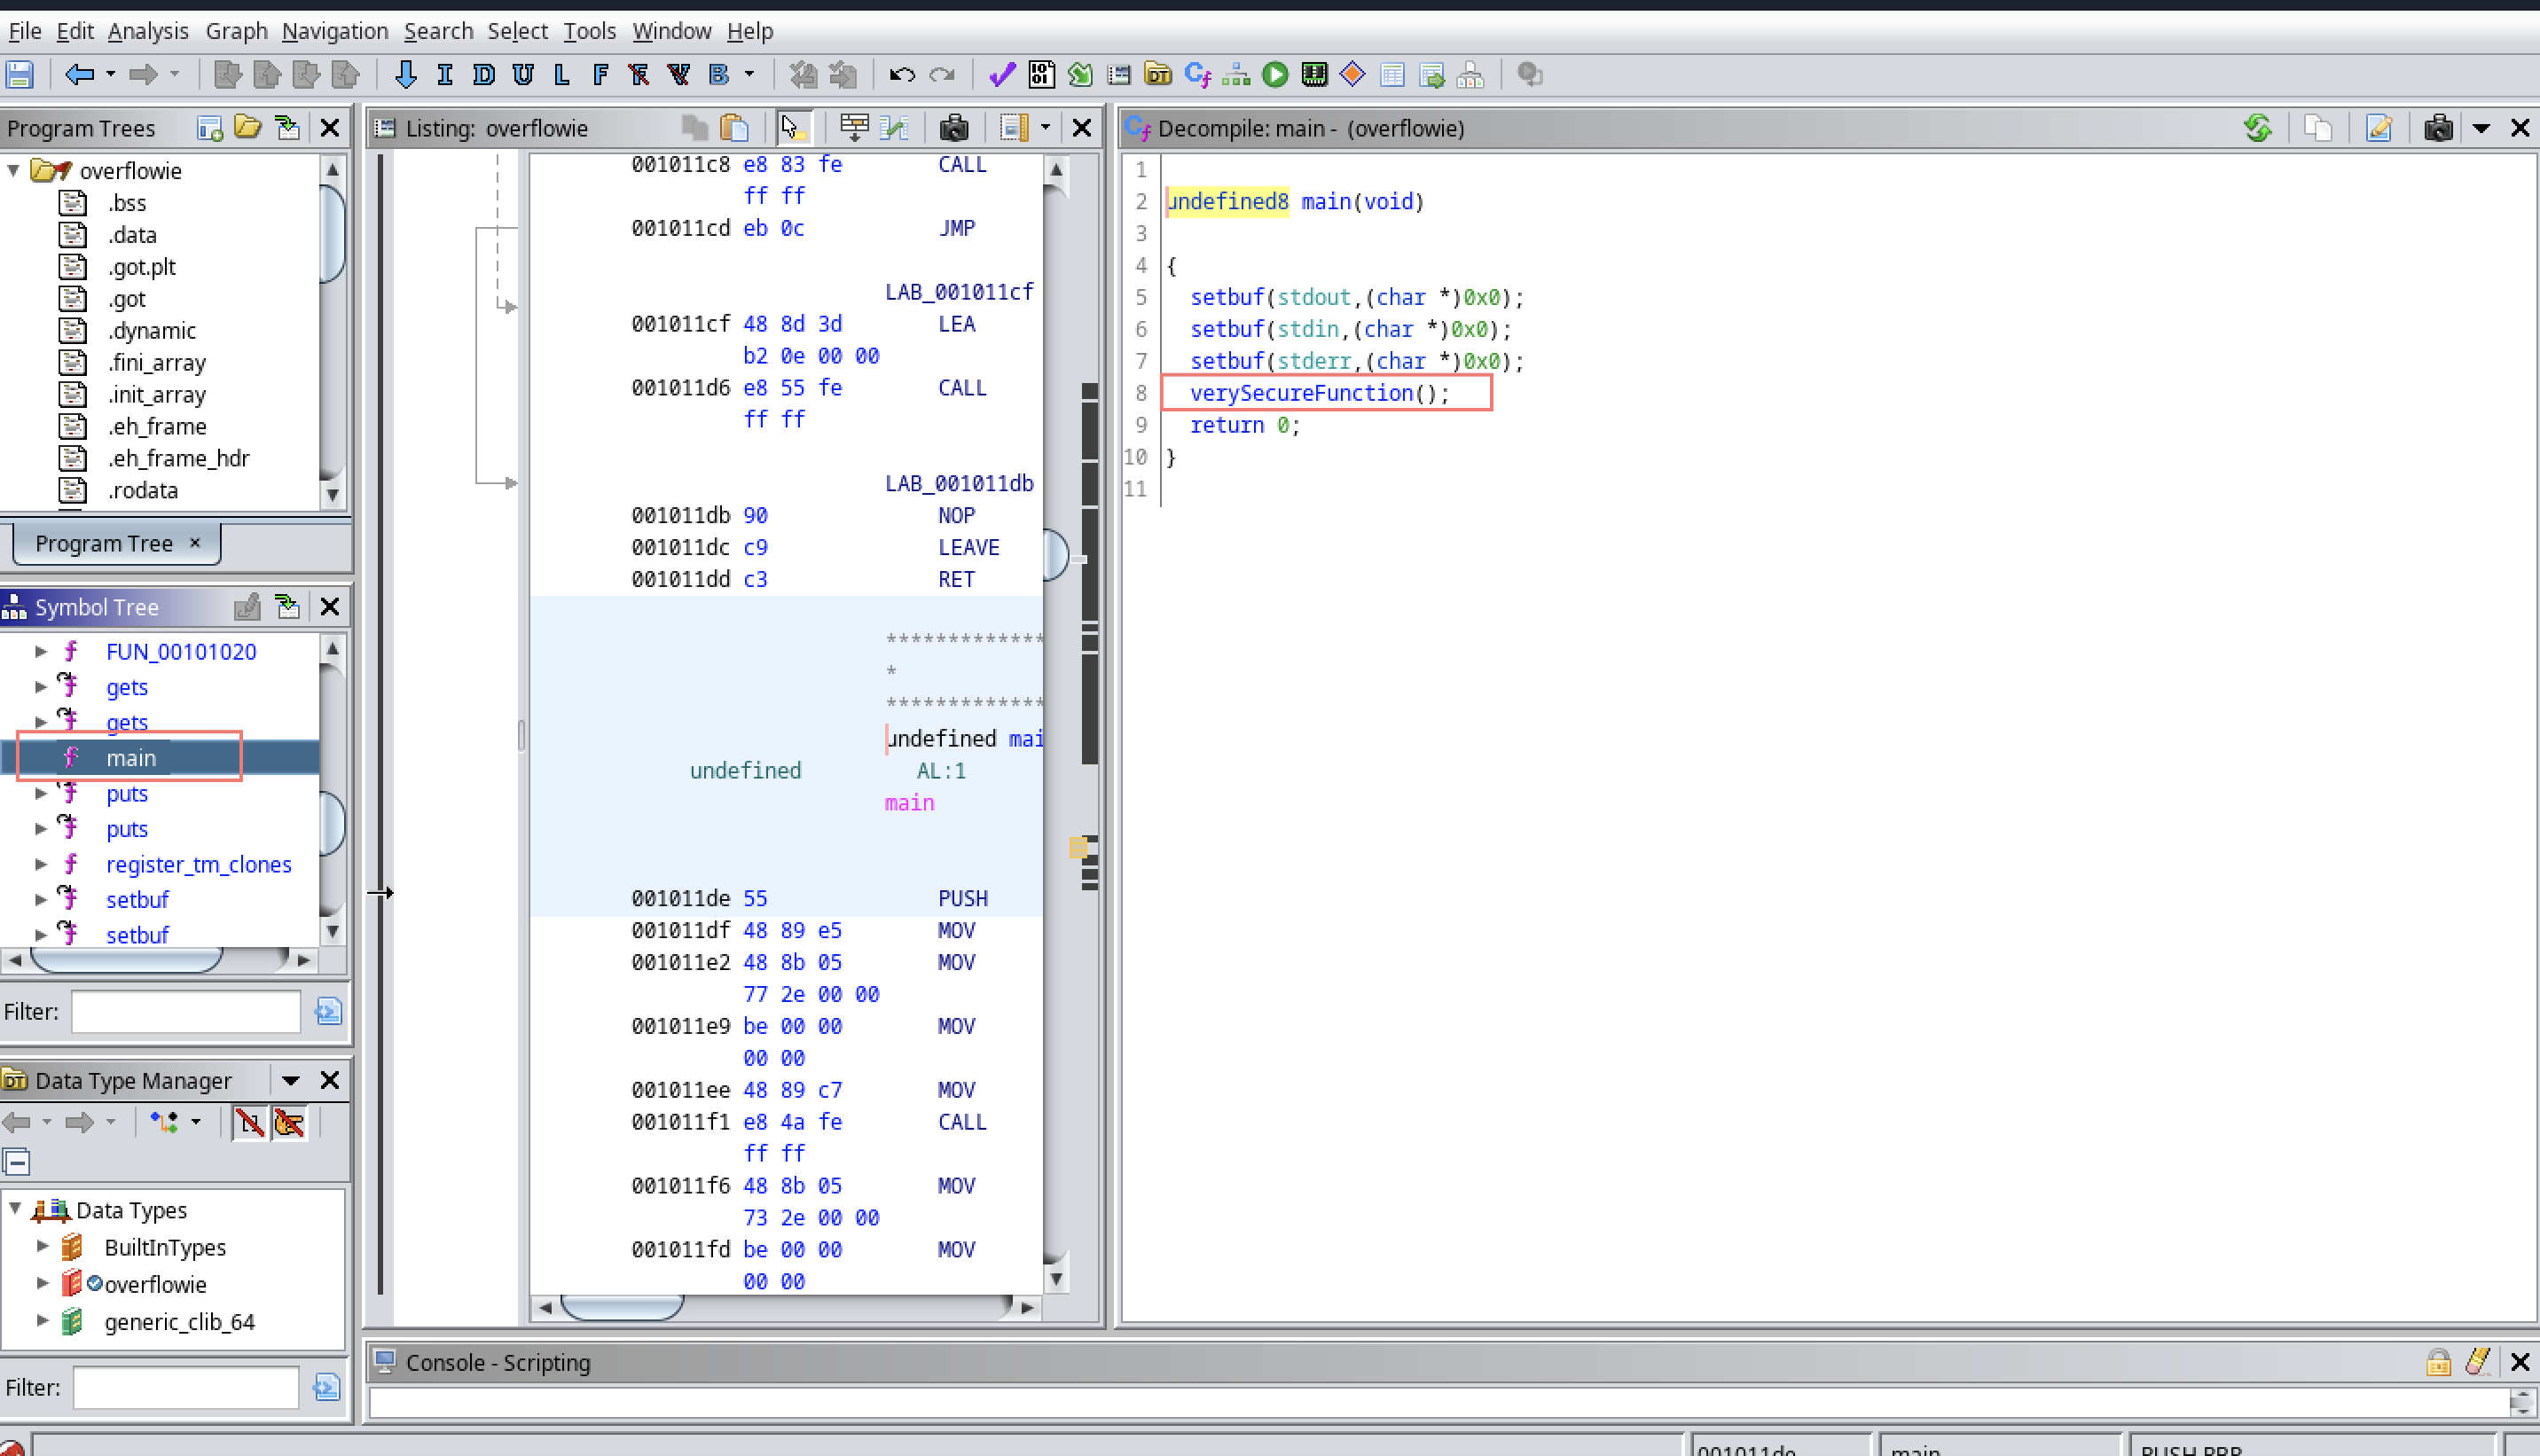 File Edit Analysis Graph Navigation Search Select Tools Window Help
I D U L F B
Program Trees
overflowie
.bss
.data
.got.plt
.got
.dynamic
.fini_array
.init_array
.eh_frame
.eh_frame_hdr
.rodata
Program Tree ×
Symbol Tree
FUN_00101020
gets
gets
main
puts
puts
register_tm_clones
setbuf
setbuf
Filter:
Data Type Manager
Data Types
BuiltInTypes
overflowie
generic_clib_64
Filter:
Listing: overflowie
001011c8 e8 83 fe CALL
ff ff
001011cd eb 0c JMP
LAB_001011cf
001011cf 48 8d 3d LEA
b2 0e 00 00
001011d6 e8 55 fe CALL
ff ff
LAB_001011db
001011db 90 NOP
001011dc c9 LEAVE
001011dd c3 RET
*************
*
*************
undefined mai
undefined AL:1
main
001011de 55 PUSH
001011df 48 89 e5 MOV
001011e2 48 8b 05 MOV
77 2e 00 00
001011e9 be 00 00 MOV
00 00
001011ee 48 89 c7 MOV
001011f1 e8 4a fe CALL
ff ff
001011f6 48 8b 05 MOV
73 2e 00 00
001011fd be 00 00 MOV
00 00
Decompile: main - (overflowie)
1
2 undefined8 main(void)
3
4 {
5 setbuf(stdout,(char *)0x0);
6 setbuf(stdin,(char *)0x0);
7 setbuf(stderr,(char *)0x0);
8 verySecureFunction();
9 return 0;
10 }
11
Console - Scripting
001011de main PUSH RBP